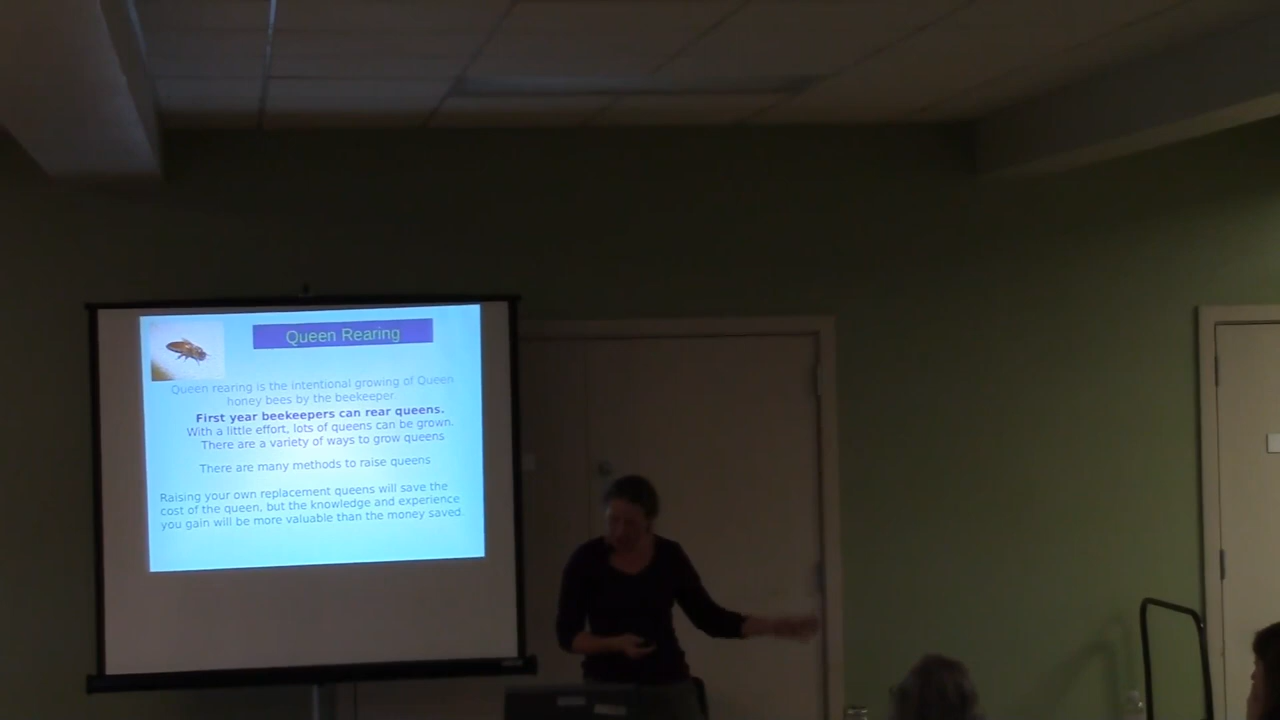 Queen Rearing
Queen rearing is the intentional growing of Queen
honey bees by the beekeeper
First year beekeepers can rear queens.
With a little effort, lots of queens can be grown.
There are a variety of ways to grow queens
There are many methods to raise queens
Raising your own replacement queens will save the
cost of the queen, but the knowledge and experience
you gain will be more valuable than the money saved